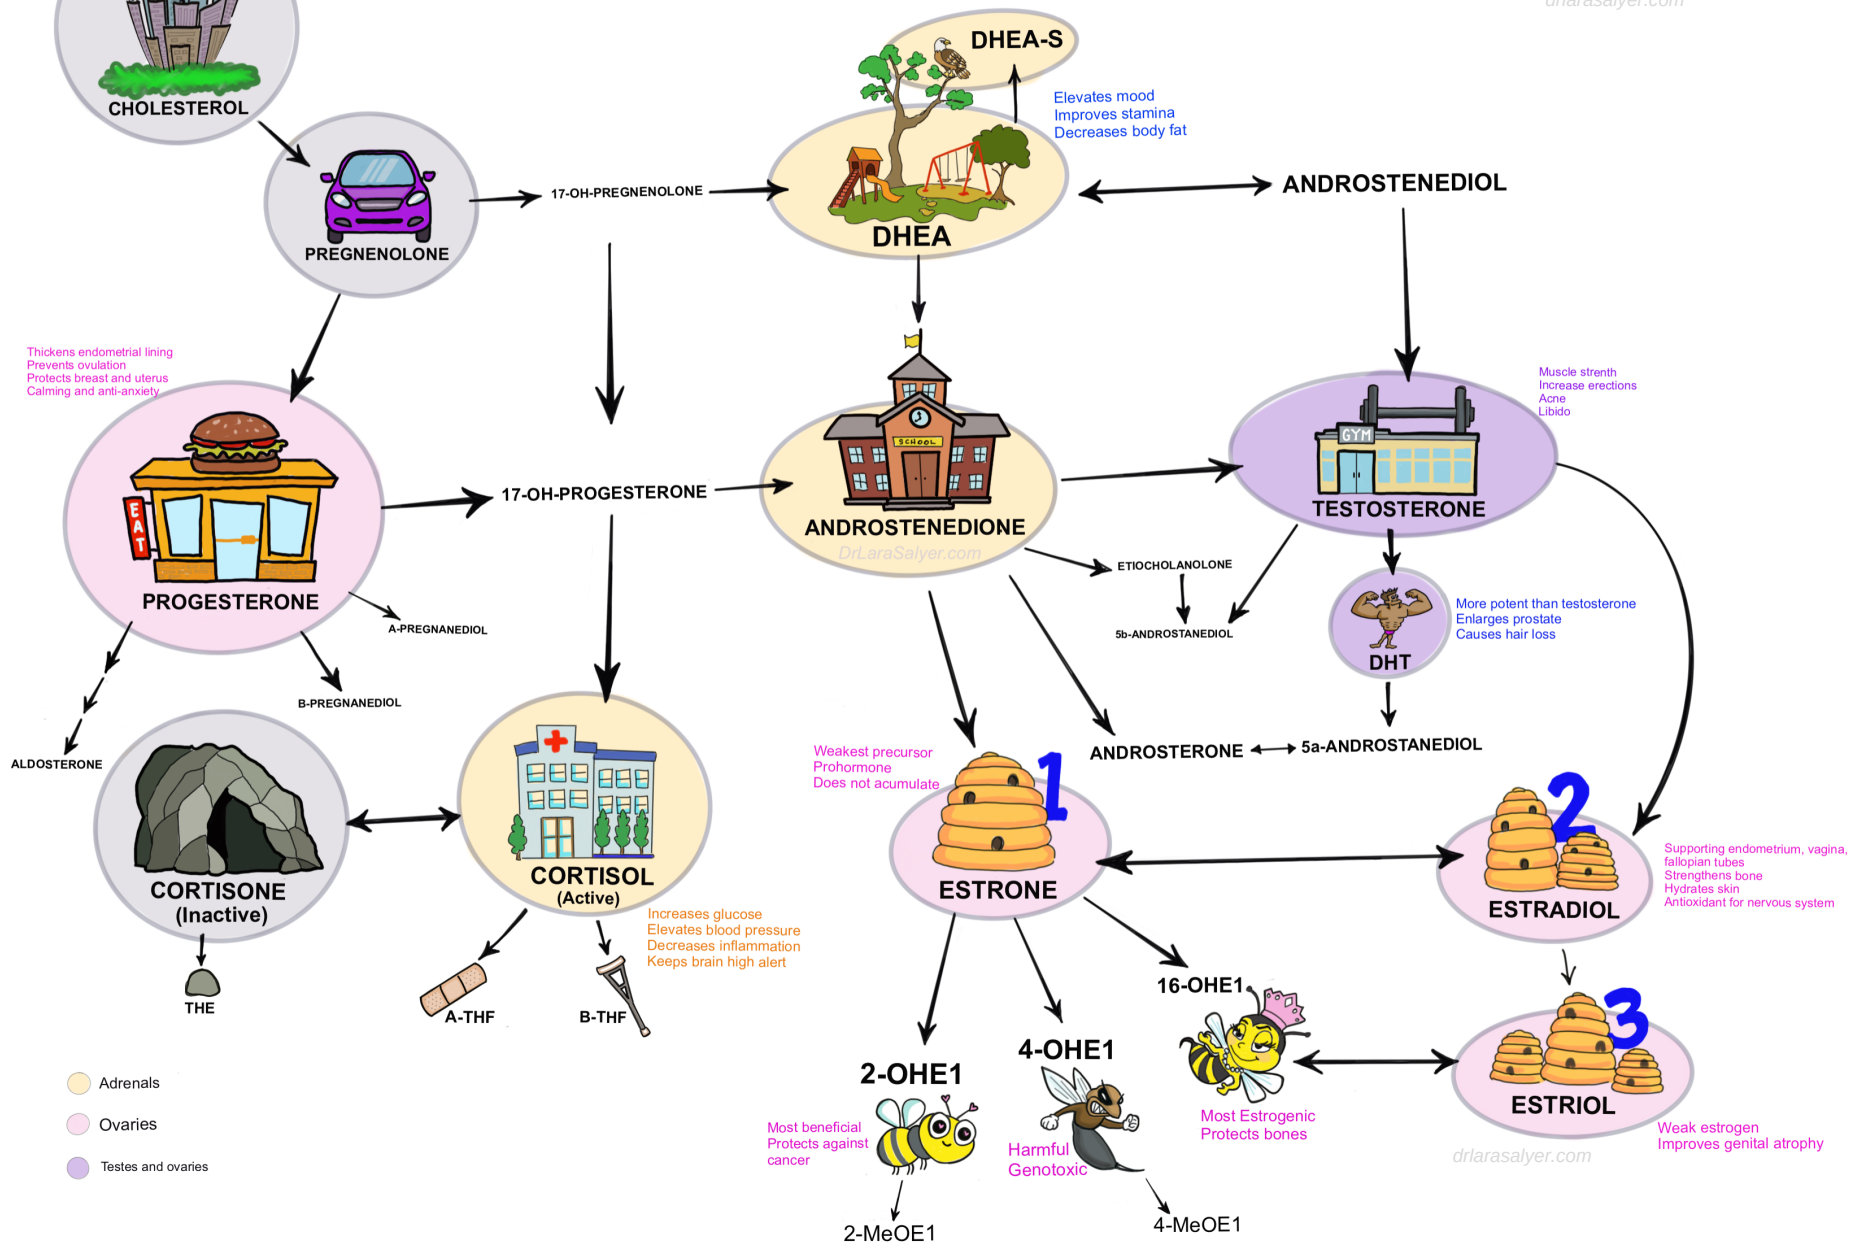 drlarasalyer.com
CHOLESTEROL
DHEA-S
Elevates mood
Improves stamina
Decreases body fat
PREGNENOLONE
17-OH-PREGNENOLONE
DHEA
ANDROSTENEDIOL
Thickens endometrial lining
Prevents ovulation
Protects breast and uterus
Calming and anti-anxiety
EAT
PROGESTERONE
17-OH-PROGESTERONE
SCHOOL
ANDROSTENEDIONE
DrLaraSalyer.com
GYM
TESTOSTERONE
Muscle strenth
Increase erections
Acne
Libido
A-PREGNANEDIOL
B-PREGNANEDIOL
ALDOSTERONE
ETIOCHOLANOLONE
5b-ANDROSTANEDIOL
DHT
More potent than testosterone
Enlarges prostate
Causes hair loss
ANDROSTERONE
5a-ANDROSTANEDIOL
CORTISONE
(Inactive)
THE
CORTISOL
(Active)
Increases glucose
Elevates blood pressure
Decreases inflammation
Keeps brain high alert
A-THF
B-THF
Weakest precursor
Prohormone
Does not acumulate
1
ESTRONE
2
ESTRADIOL
Supporting endometrium, vagina,
fallopian tubes
Strengthens bone
Hydrates skin
Antioxidant for nervous system
3
ESTRIOL
Weak estrogen
Improves genital atrophy
drlarasalyer.com
2-OHE1
Most beneficial
Protects against
cancer
2-MeOE1
4-OHE1
Harmful
Genotoxic
4-MeOE1
16-OHE1
Most Estrogenic
Protects bones
Adrenals
Ovaries
Testes and ovaries